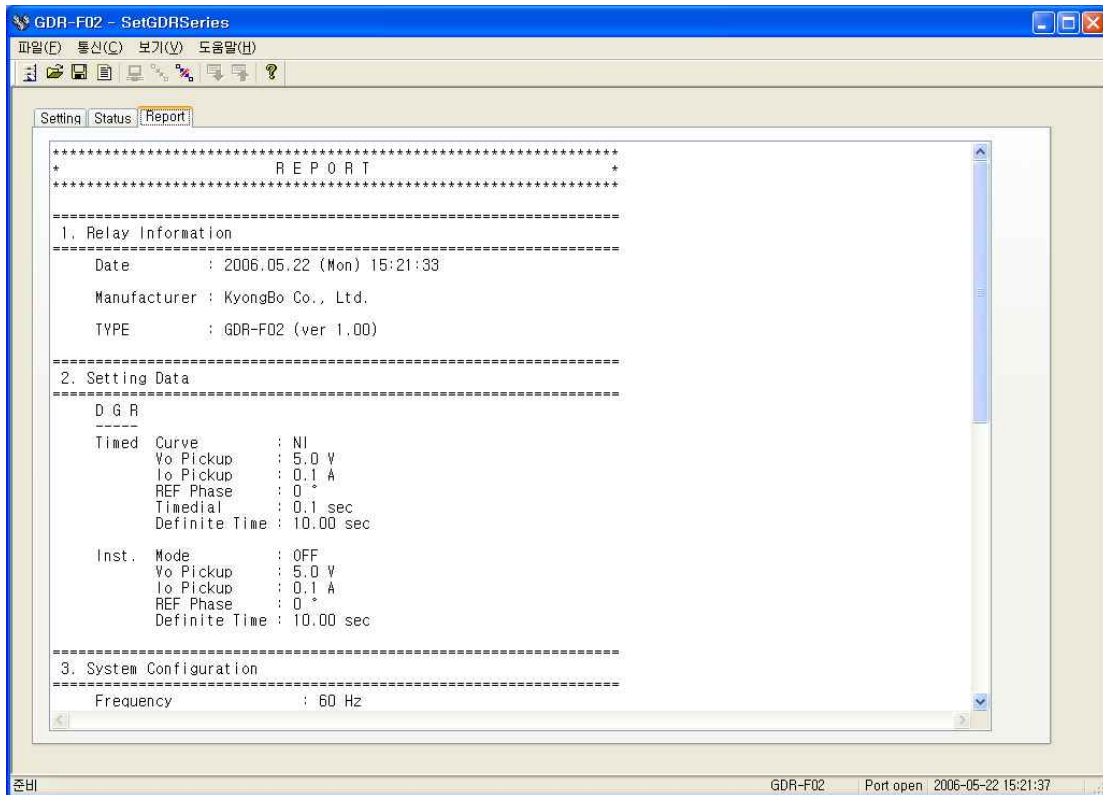 GDR-F02 - SetGDRSeries
파일(F) 통신(C) 보기(V) 도움말(H)
Setting Status Report
*******************************************************************
* R E P O R T *
*******************************************************************
===================================================================
1. Relay Information
===================================================================
Date : 2006.05.22 (Mon) 15:21:33
Manufacturer : KyongBo Co., Ltd.
TYPE : GDR-F02 (ver 1.00)
===================================================================
2. Setting Data
===================================================================
D G R
-----
Timed Curve : NI
Vo Pickup : 5.0 V
Io Pickup : 0.1 A
REF Phase : 0 °
Timedial : 0.1 sec
Definite Time : 10.00 sec
Inst. Mode : OFF
Vo Pickup : 5.0 V
Io Pickup : 0.1 A
REF Phase : 0 °
Definite Time : 10.00 sec
===================================================================
3. System Configuration
===================================================================
Frequency : 60 Hz
준비 GDR-F02 Port open 2006-05-22 15:21:37